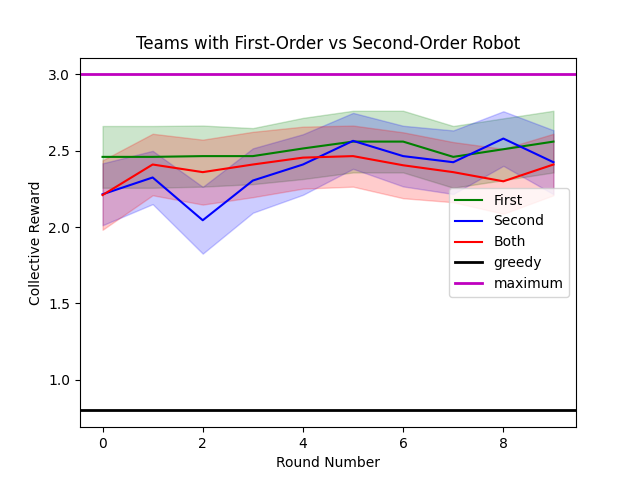 Teams with First-Order vs Second-Order Robot
3.0
2.5
2.0
1.5
1.0
Collective Reward
First
Second
Both
greedy
maximum
0 2 4 6 8
Round Number